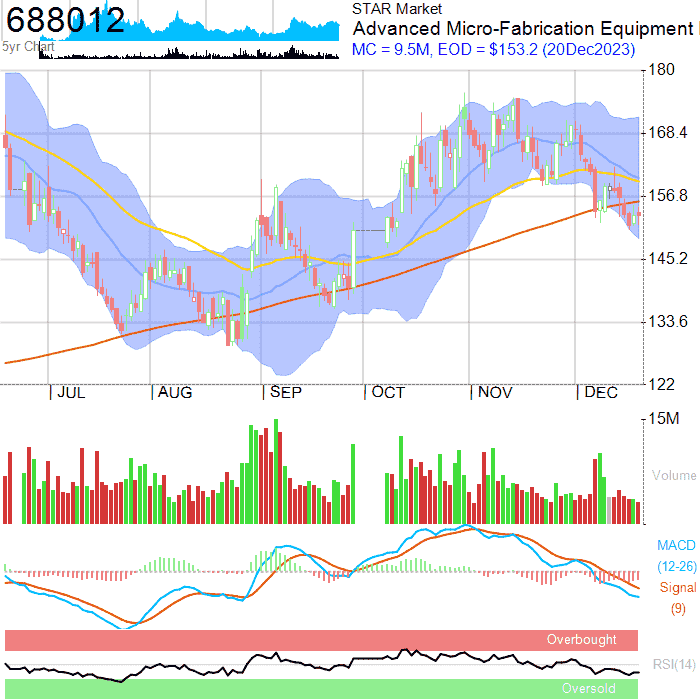 688012
5yr Chart
STAR Market
Advanced Micro-Fabrication Equipment
MC = 9.5M, EOD = $153.2 (20Dec2023)
180
168.4
156.8
145.2
133.6
122
| JUL | AUG | SEP | OCT | NOV | DEC
15M
Volume
MACD
(12-26)
Signal
(9)
Overbought
RSI(14)
Oversold